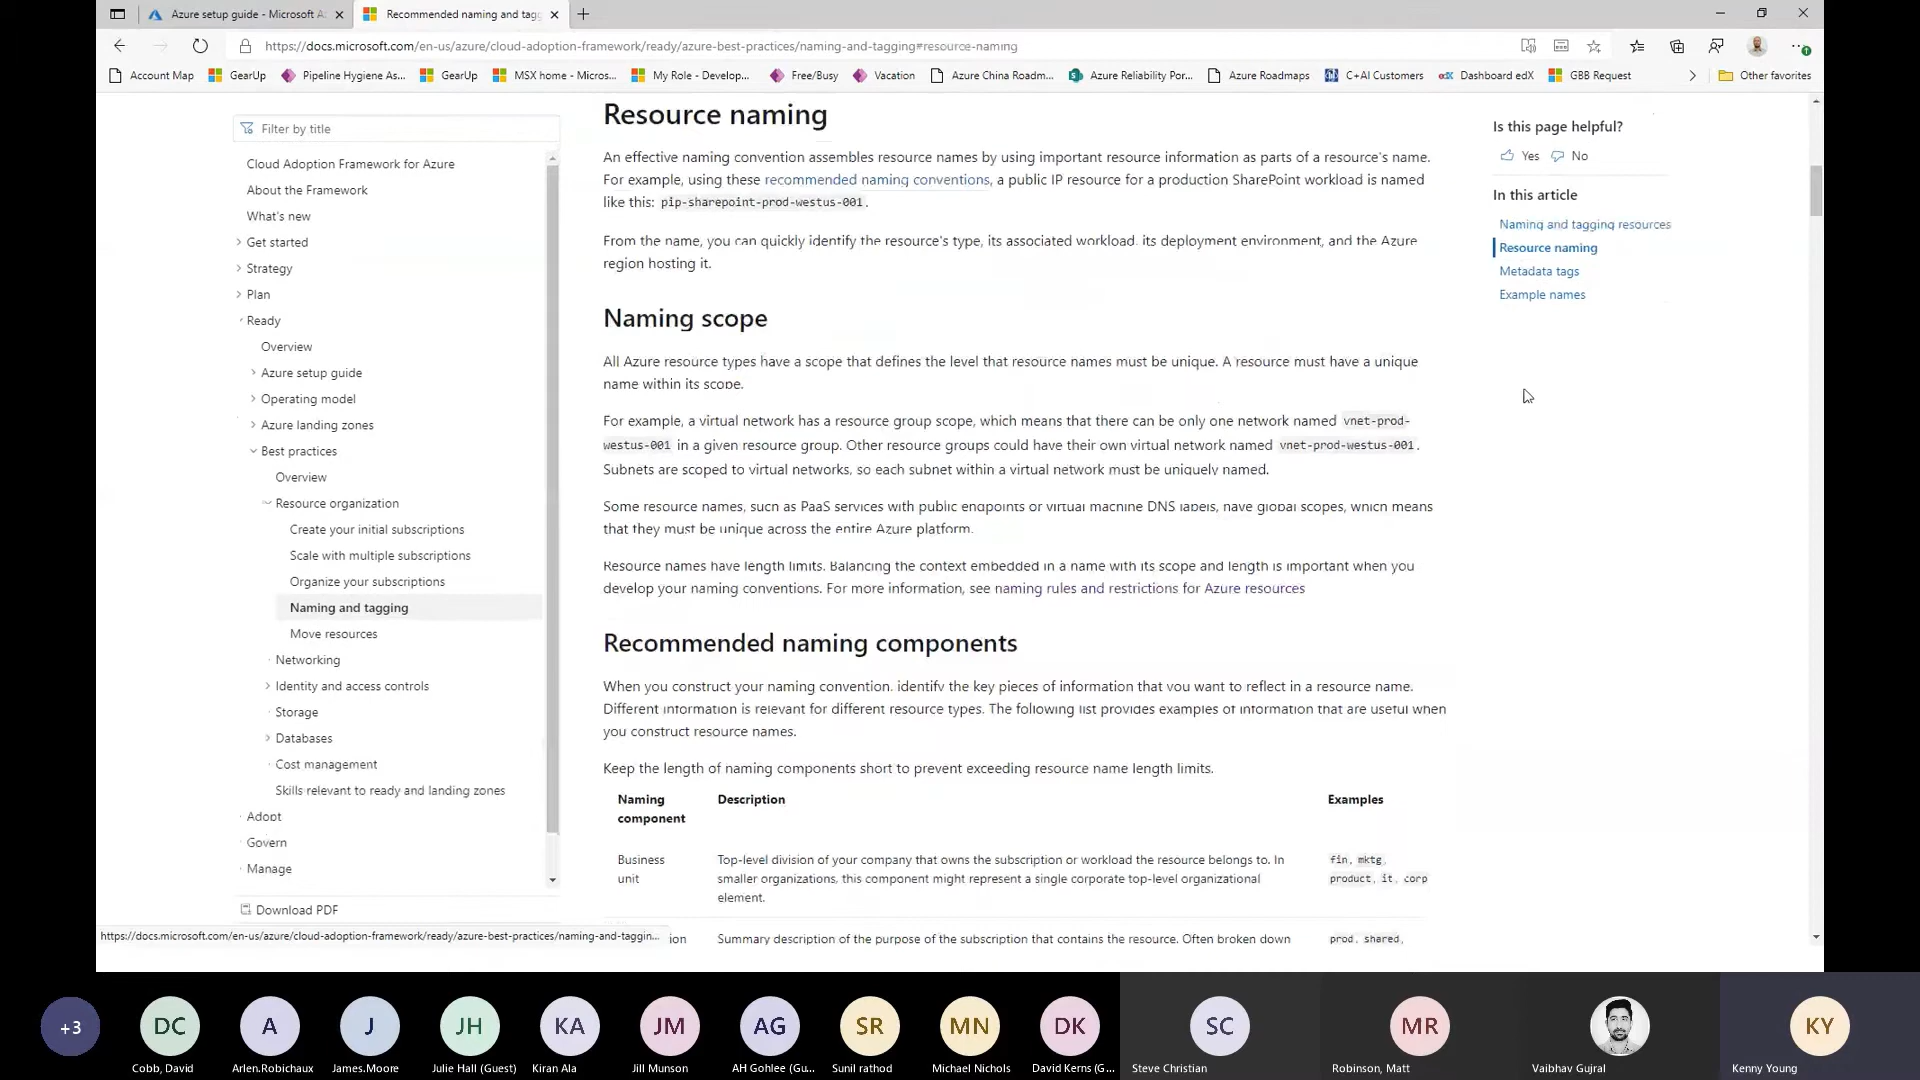 Azure setup guide - Microsoft A
Recommended naming and tag
https://docs.microsoft.com/en-us/azure/cloud-adoption-framework/ready/azure-best-practices/naming-and-tagging#resource-naming
Account Map
GearUp
Pipeline Hygiene As...
GearUp
MSX home - Micros...
My Role - Develop...
Free/Busy
Vacation
Azure China Roadm...
Azure Reliability Por...
Azure Roadmaps
C+AI Customers
edX Dashboard edX
GBB Request
Other favorites
Filter by title
Cloud Adoption Framework for Azure
About the Framework
What's new
Get started
Strategy
Plan
Ready
Overview
Azure setup guide
Operating model
Azure landing zones
Best practices
Overview
Resource organization
Create your initial subscriptions
Scale with multiple subscriptions
Organize your subscriptions
Naming and tagging
Move resources
Networking
Identity and access controls
Storage
Databases
Cost management
Skills relevant to ready and landing zones
Adopt
Govern
Manage
Download PDF
https://docs.microsoft.com/en-us/azure/cloud-adoption-framework/ready/azure-best-practices/naming-and-taggin...
Resource naming
An effective naming convention assembles resource names by using important resource information as parts of a resource's name.
For example, using these recommended naming conventions, a public IP resource for a production SharePoint workload is named
like this: pip-sharepoint-prod-westus-001.
From the name, you can quickly identify the resource's type, its associated workload, its deployment environment, and the Azure
region hosting it.
Naming scope
All Azure resource types have a scope that defines the level that resource names must be unique. A resource must have a unique
name within its scope.
For example, a virtual network has a resource group scope, which means that there can be only one network named vnet-prod-
westus-001 in a given resource group. Other resource groups could have their own virtual network named vnet-prod-westus-001.
Subnets are scoped to virtual networks, so each subnet within a virtual network must be uniquely named.
Some resource names, such as PaaS services with public endpoints or virtual machine DNS labels, have global scopes, which means
that they must be unique across the entire Azure platform.
Resource names have length limits. Balancing the context embedded in a name with its scope and length is important when you
develop your naming conventions. For more information, see naming rules and restrictions for Azure resources
Recommended naming components
When you construct your naming convention, identify the key pieces of information that you want to reflect in a resource name.
Different information is relevant for different resource types. The following list provides examples of information that are useful when
you construct resource names.
Keep the length of naming components short to prevent exceeding resource name length limits.
Naming component
Description
Examples
Business unit
Top-level division of your company that owns the subscription or workload the resource belongs to. In
smaller organizations, this component might represent a single corporate top-level organizational
element.
fin, mktg,
product, it, corp
ion
Summary description of the purpose of the subscription that contains the resource. Often broken down
prod, shared,
Is this page helpful?
Yes No
In this article
Naming and tagging resources
Resource naming
Metadata tags
Example names
+3
DC
A
J
JH
KA
JM
AG
SR
MN
DK
SC
MR
KY
Cobb, David
Arlen.Robichaux
James.Moore
Julie Hall (Guest)
Kiran Ala
Jill Munson
AH Gohlee (Gu...
Sunil rathod
Michael Nichols
David Kerns (G...
Steve Christian
Robinson, Matt
Vaibhav Gujral
Kenny Young